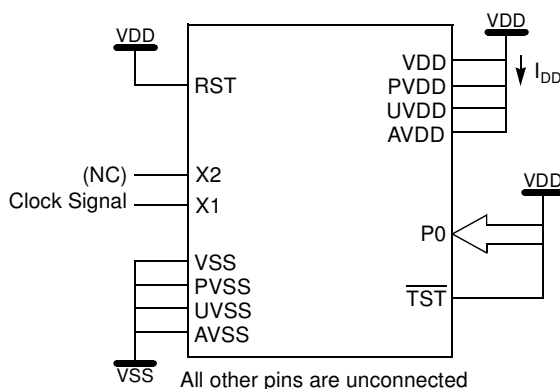 VDD
RST
(NC)
X2
Clock Signal
X1
VSS
PVSS
UVSS
AVSS
VSS
VDD
VDD
PVDD
UVDD
AVDD
IDD
VDD
P0
TST
All other pins are unconnected